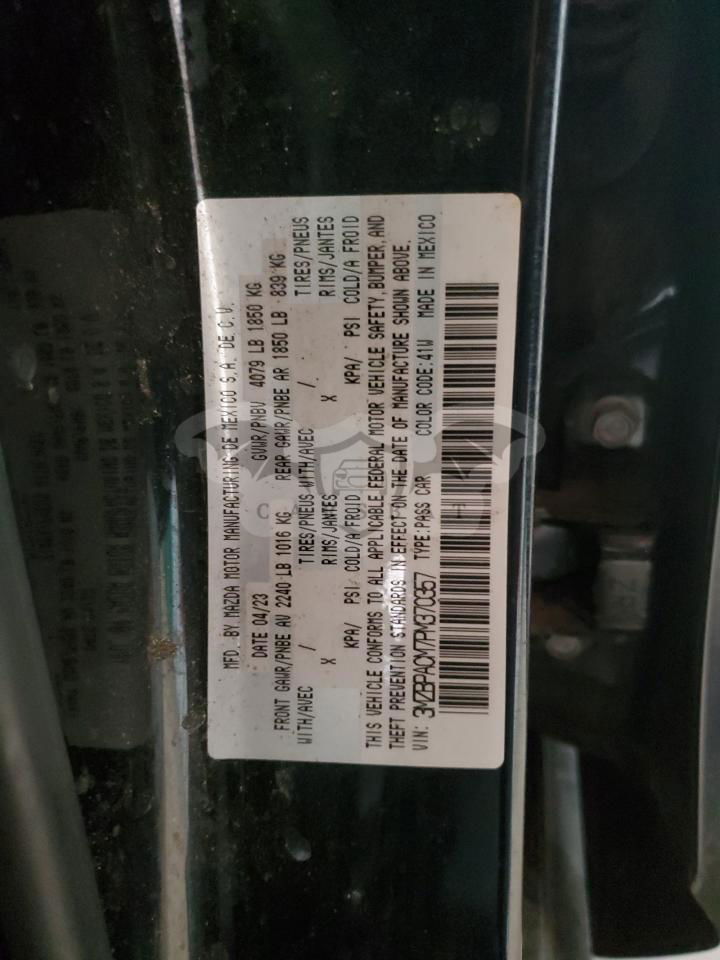 MFD. BY MAZDA MOTOR MANUFACTURING DE MEXICO S.A. DE C.V.
DATE 04/23 GVWR/PNBV 4079 LB 1850 KG
FRONT GAWR/PNBE AV 2240 LB 1016 KG REAR GAWR/PNBE AR 1850 LB 839 KG
WITH/AVEC / TIRES/PNEUS WITH/AVEC / TIRES/PNEUS
X RIMS/JANTES X RIMS/JANTES
KPA/ PSI COLD/A FROID KPA/ PSI COLD/A FROID
THIS VEHICLE CONFORMS TO ALL APPLICABLE FEDERAL MOTOR VEHICLE SAFETY, BUMPER, AND
THEFT PREVENTION STANDARDS IN EFFECT ON THE DATE OF MANUFACTURE SHOWN ABOVE.
VIN: 3MZBPACM7PM370357 TYPE:PASS CAR COLOR CODE:41W MADE IN MEXICO